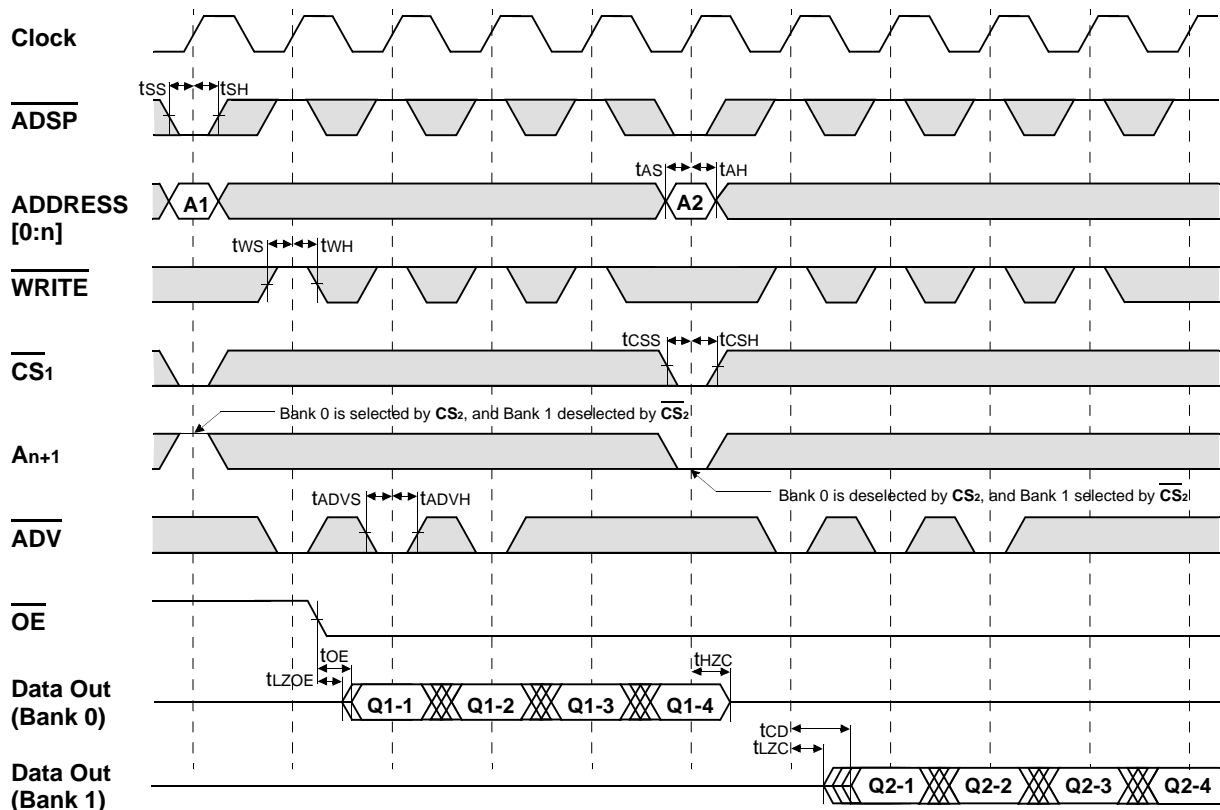 Clock
tSS tSH
ADSP
tAS tAH
ADDRESS
[0:n]
A1 A2
tWS tWH
WRITE
tCSS tCSH
CS1
Bank 0 is selected by CS2, and Bank 1 deselected by CS2
An+1
Bank 0 is deselected by CS2, and Bank 1 selected by CS2
tADVS tADVH
ADV
OE
tOE
tLZOE
tHZC
Data Out
(Bank 0)
Q1-1 Q1-2 Q1-3 Q1-4
tCD
tLZC
Data Out
(Bank 1)
Q2-1 Q2-2 Q2-3 Q2-4